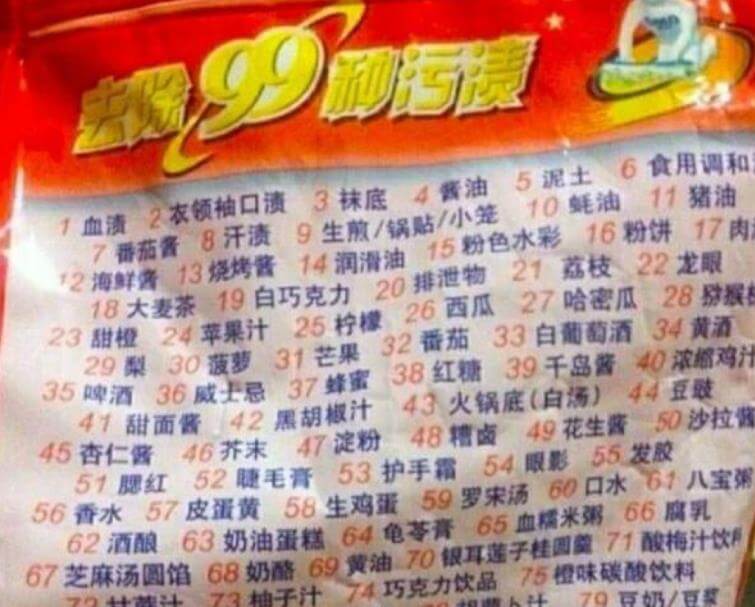 去除99种污渍
1 血渍 2 衣领袖口渍 3 袜底 4 酱油 5 泥土 6 食用调和
7 番茄酱 8 汗渍 9 生煎/锅贴/小笼 10 蚝油 11 猪油
12 海鲜酱 13 烧烤酱 14 润滑油 15 粉色水彩 16 粉饼 17 肉
18 大麦茶 19 白巧克力 20 排泄物 21 荔枝 22 龙眼
23 甜橙 24 苹果汁 25 柠檬 26 西瓜 27 哈密瓜 28 猕猴
29 梨 30 菠萝 31 芒果 32 番茄 33 白葡萄酒 34 黄酒
35 啤酒 36 威士忌 37 蜂蜜 38 红糖 39 千岛酱 40 浓缩鸡汁
41 甜面酱 42 黑胡椒汁 43 火锅底(白汤) 44 豆豉
45 杏仁酱 46 芥末 47 淀粉 48 糟卤 49 花生酱 50 沙拉酱
51 腮红 52 睫毛膏 53 护手霜 54 眼影 55 发胶
56 香水 57 皮蛋黄 58 生鸡蛋 59 罗宋汤 60 口水 61 八宝粥
62 酒酿 63 奶油蛋糕 64 龟苓膏 65 血糯米粥 66 腐乳
67 芝麻汤圆馅 68 奶酪 69 黄油 70 银耳莲子桂圆羹 71 酸梅汁饮
72 甘蔗汁 73 柚子汁 74 巧克力饮品 75 橙味碳酸饮料
胡萝卜汁 79 豆奶/豆浆